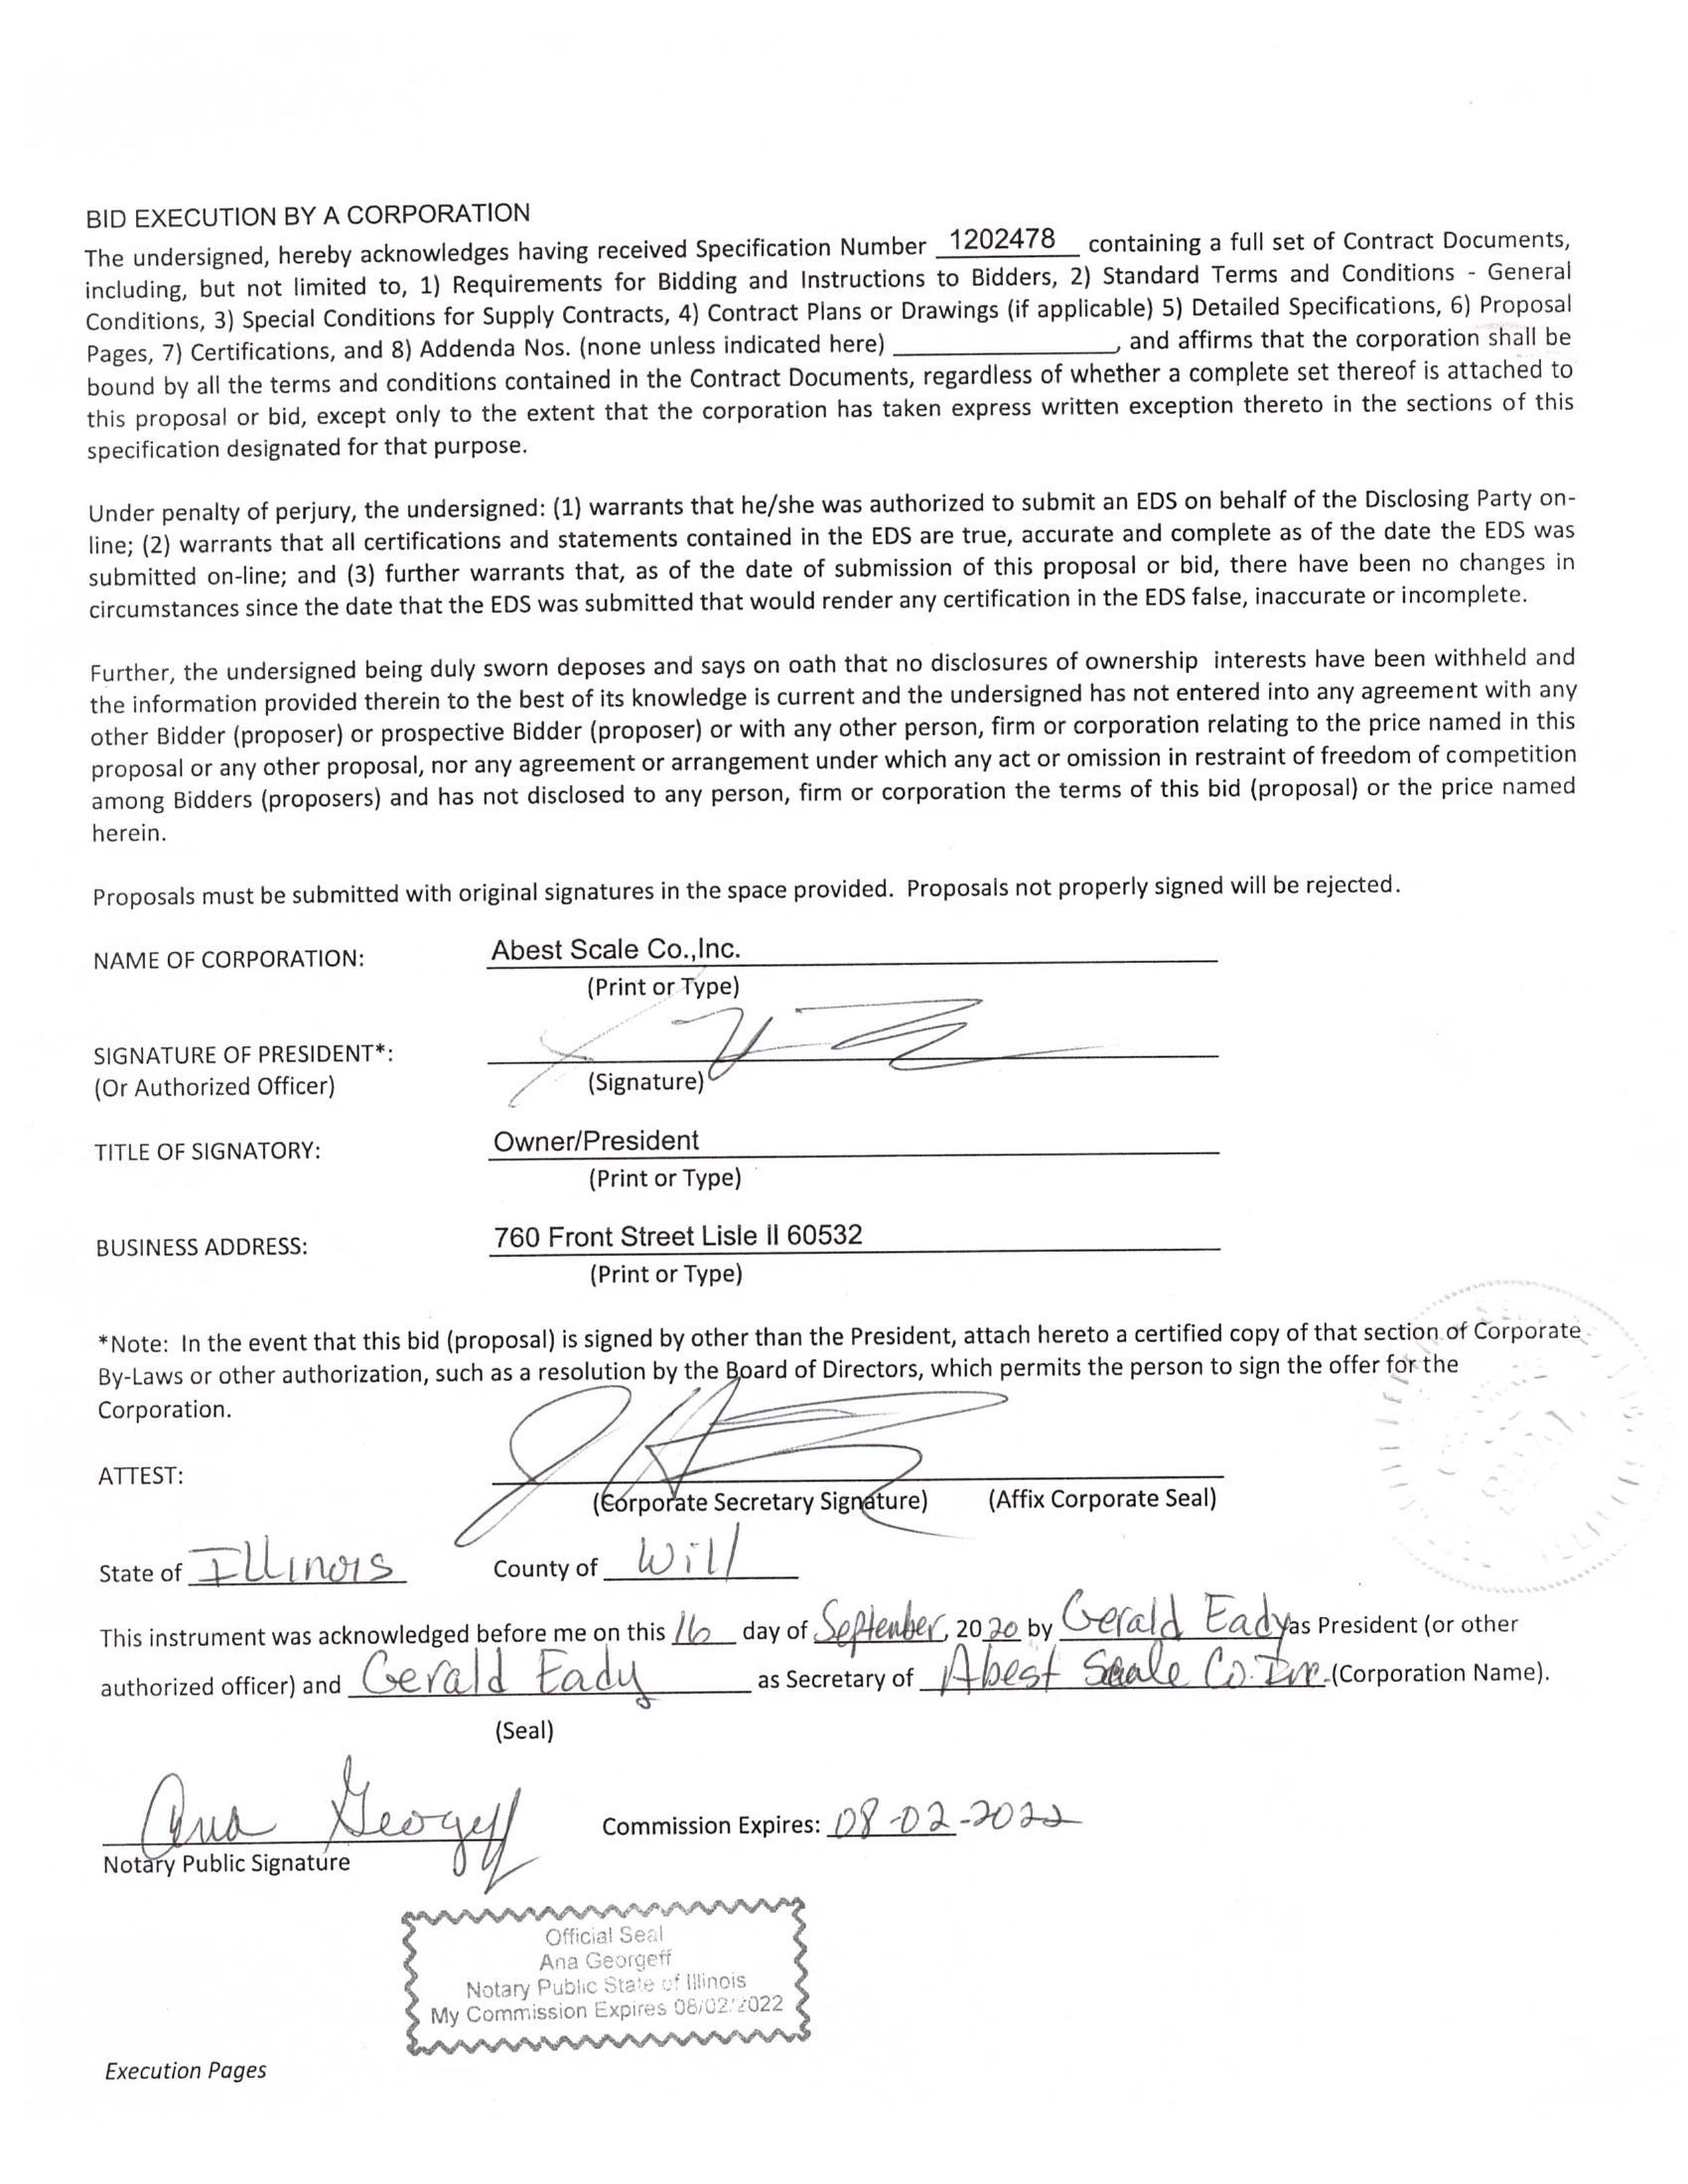 BID EXECUTION BY A CORPORATION
The undersigned, hereby acknowledges having received Specification Number 1202478 containing a full set of Contract Documents,
including, but not limited to, 1) Requirements for Bidding and Instructions to Bidders, 2) Standard Terms and Conditions - General
Conditions, 3) Special Conditions for Supply Contracts, 4) Contract Plans or Drawings (if applicable) 5) Detailed Specifications, 6) Proposal
Pages, 7) Certifications, and 8) Addenda Nos. (none unless indicated here) ________________, and affirms that the corporation shall be
bound by all the terms and conditions contained in the Contract Documents, regardless of whether a complete set thereof is attached to
this proposal or bid, except only to the extent that the corporation has taken express written exception thereto in the sections of this
specification designated for that purpose.
Under penalty of perjury, the undersigned: (1) warrants that he/she was authorized to submit an EDS on behalf of the Disclosing Party on-
line; (2) warrants that all certifications and statements contained in the EDS are true, accurate and complete as of the date the EDS was
submitted on-line; and (3) further warrants that, as of the date of submission of this proposal or bid, there have been no changes in
circumstances since the date that the EDS was submitted that would render any certification in the EDS false, inaccurate or incomplete.
Further, the undersigned being duly sworn deposes and says on oath that no disclosures of ownership interests have been withheld and
the information provided therein to the best of its knowledge is current and the undersigned has not entered into any agreement with any
other Bidder (proposer) or prospective Bidder (proposer) or with any other person, firm or corporation relating to the price named in this
proposal or any other proposal, nor any agreement or arrangement under which any act or omission in restraint of freedom of competition
among Bidders (proposers) and has not disclosed to any person, firm or corporation the terms of this bid (proposal) or the price named
herein.
Proposals must be submitted with original signatures in the space provided. Proposals not properly signed will be rejected.
NAME OF CORPORATION: Abest Scale Co.,Inc.
(Print or Type)
SIGNATURE OF PRESIDENT*:
(Or Authorized Officer) (Signature)
TITLE OF SIGNATORY: Owner/President
(Print or Type)
BUSINESS ADDRESS: 760 Front Street Lisle Il 60532
(Print or Type)
*Note: In the event that this bid (proposal) is signed by other than the President, attach hereto a certified copy of that section of Corporate
By-Laws or other authorization, such as a resolution by the Board of Directors, which permits the person to sign the offer for the
Corporation.
ATTEST:
(Corporate Secretary Signature) (Affix Corporate Seal)
State of Illinois County of Will
This instrument was acknowledged before me on this 16 day of September, 2020 by Gerald Eady as President (or other
authorized officer) and Gerald Eady as Secretary of Abest Scale Co. Inc. (Corporation Name).
(Seal)
Ana Georgeff Commission Expires: 08-02-2022
Notary Public Signature
Official Seal
Ana Georgeff
Notary Public State of Illinois
My Commission Expires 08/02/2022
Execution Pages